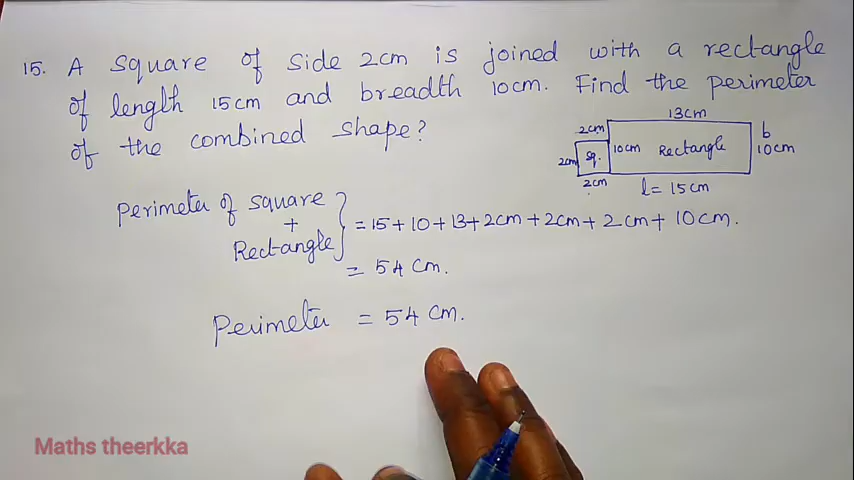 15. A square of side 2cm is joined with a rectangle
of length 15cm and breadth 10cm. Find the perimeter
of the combined shape?
13cm
2cm
b
2cm
sq.
10cm
Rectangle
10cm
2cm
l = 15cm
Perimeter of square
+
Rectangle } = 15+10+13+2cm+2cm+2cm+10cm.
= 54 cm.
Perimeter = 54 cm.
Maths theerkka